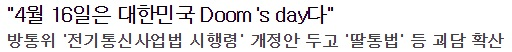 "4월 16일은 대한민국 Doom's day다"
방통위 '전기통신사업법 시행령' 개정안 두고 '딸통법' 등 괴담 확산